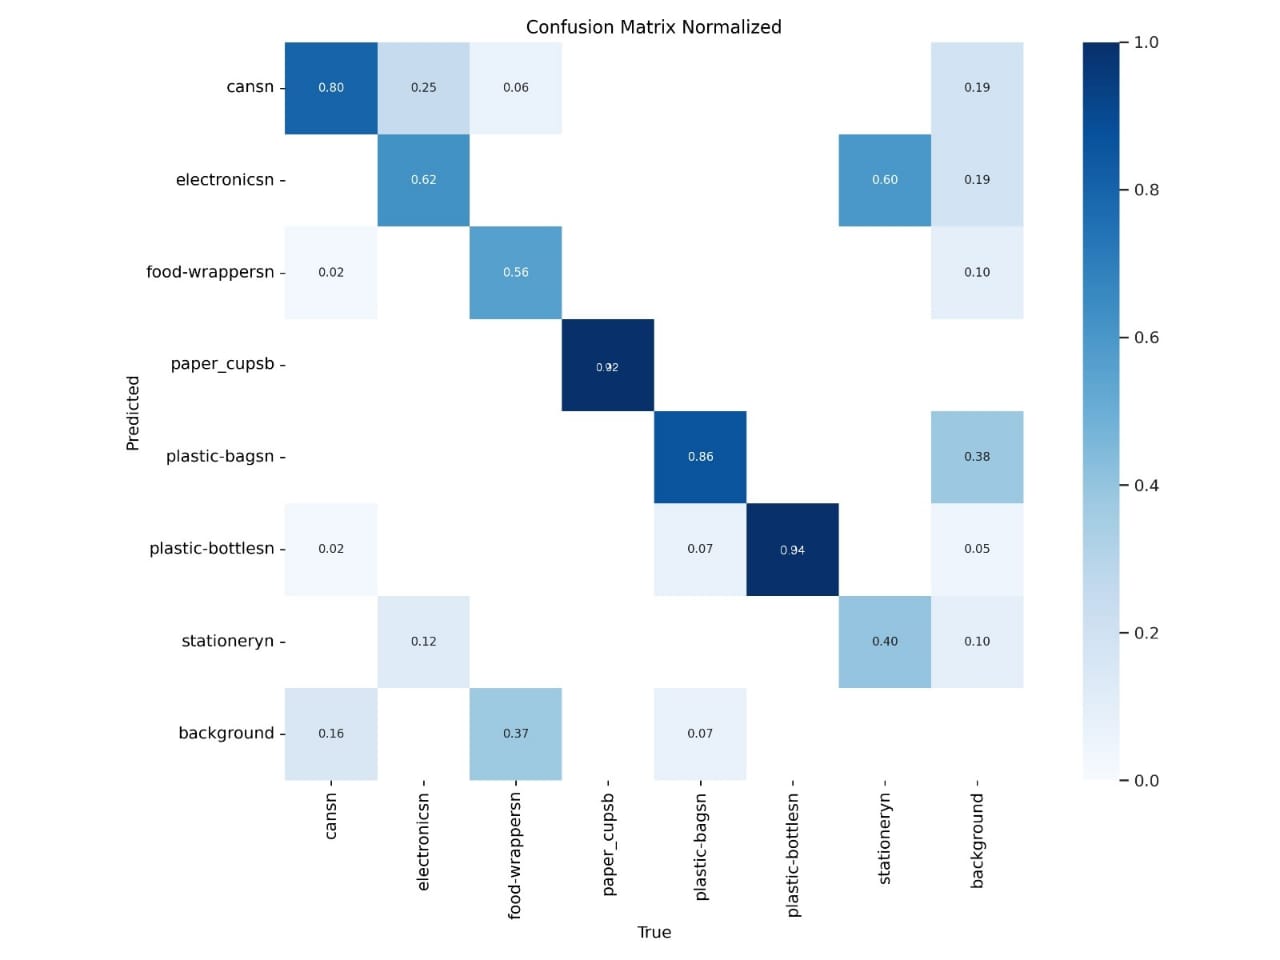 Confusion Matrix Normalized
cansn 0.80 0.25 0.06 0.19
electronicsn 0.62 0.60 0.19
food-wrappersn 0.02 0.56 0.10
paper_cupsb 0.92
plastic-bagsn 0.86 0.38
plastic-bottlesn 0.02 0.07 0.94 0.05
stationeryn 0.12 0.40 0.10
background 0.16 0.37 0.07
cansn electronicsn food-wrappersn paper_cupsb plastic-bagsn plastic-bottlesn stationeryn background
True
Predicted
1.0
0.8
0.6
0.4
0.2
0.0